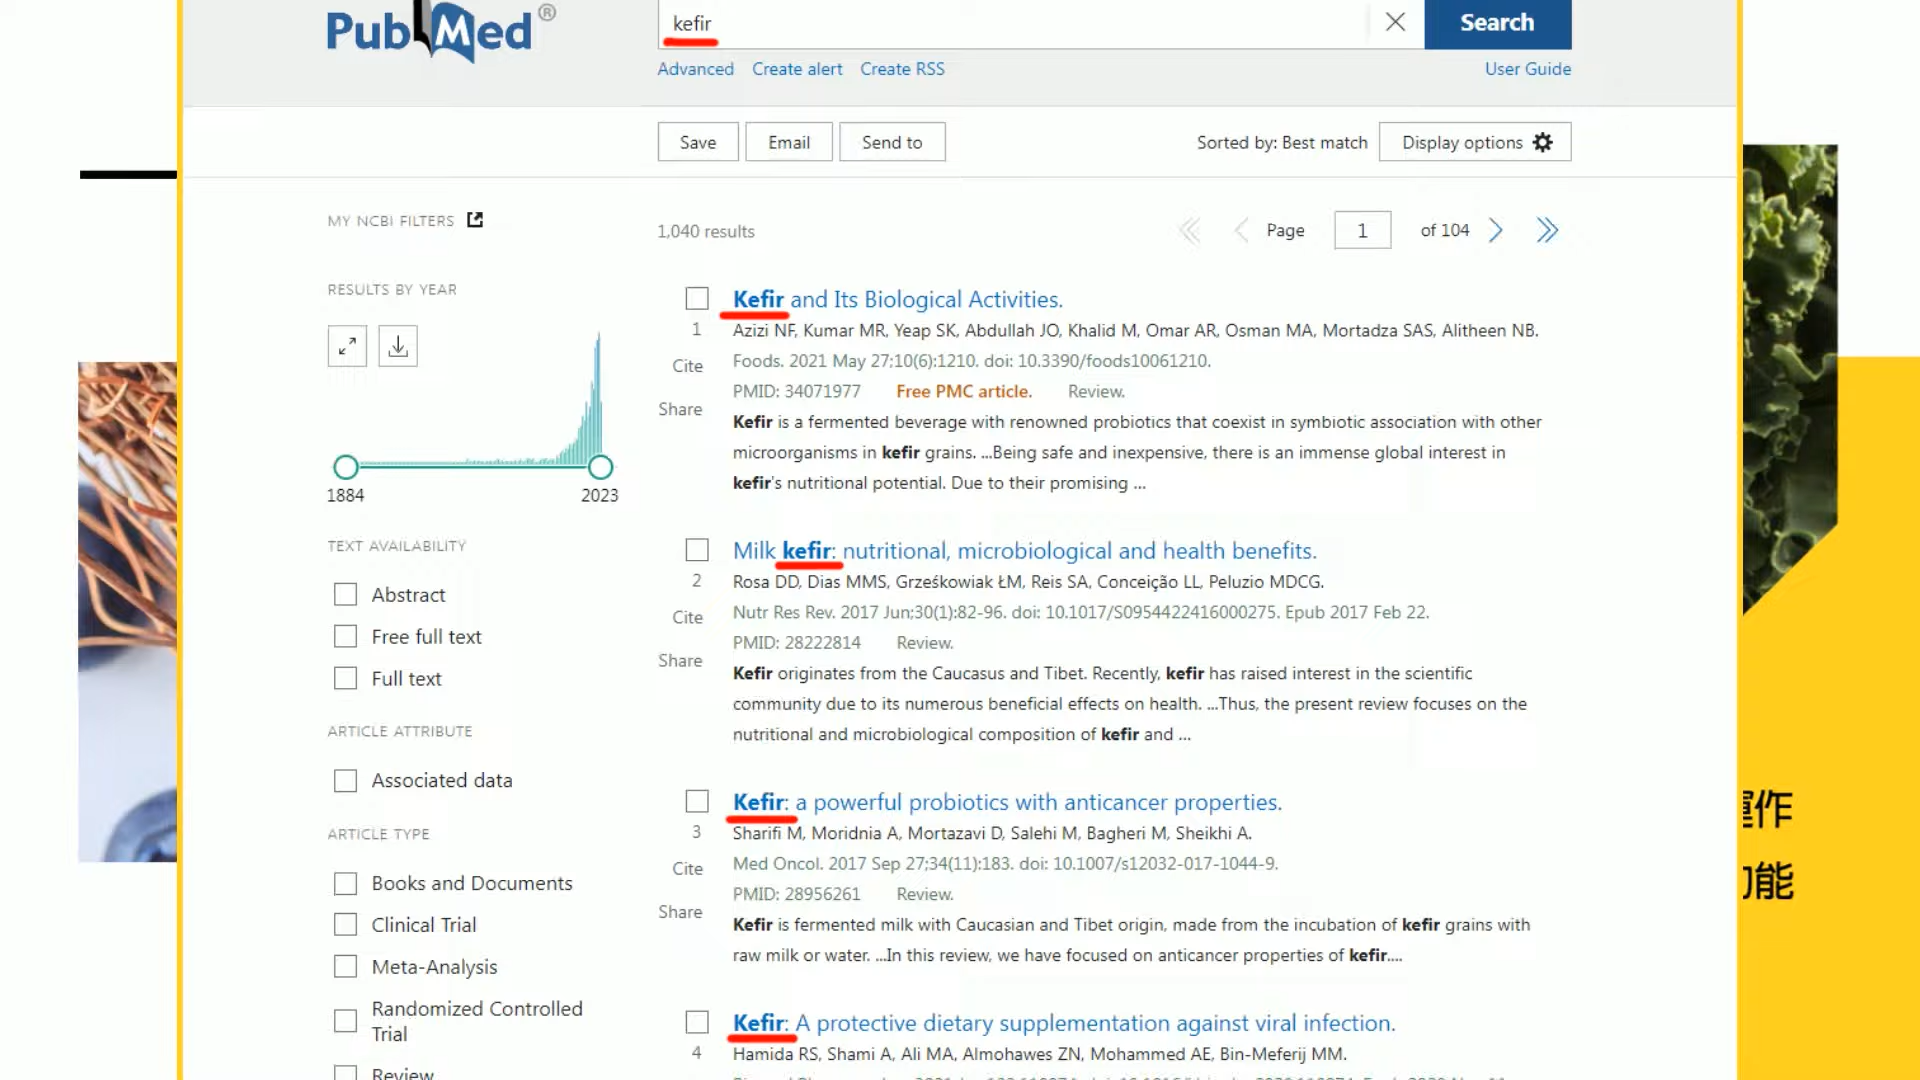 PubMed®
kefir
Search
Advanced Create alert Create RSS
User Guide
Save Email Send to
Sorted by: Best match
Display options
MY NCBI FILTERS
1,040 results
Page 1 of 104
RESULTS BY YEAR
1884 2023
TEXT AVAILABILITY
Abstract
Free full text
Full text
ARTICLE ATTRIBUTE
Associated data
ARTICLE TYPE
Books and Documents
Clinical Trial
Meta-Analysis
Randomized Controlled
Trial
Review
Kefir and Its Biological Activities.
1
Cite
Share
Azizi NF, Kumar MR, Yeap SK, Abdullah JO, Khalid M, Omar AR, Osman MA, Mortadza SAS, Alitheen NB.
Foods. 2021 May 27;10(6):1210. doi: 10.3390/foods10061210.
PMID: 34071977 Free PMC article. Review.
Kefir is a fermented beverage with renowned probiotics that coexist in symbiotic association with other
microorganisms in kefir grains. ...Being safe and inexpensive, there is an immense global interest in
kefir's nutritional potential. Due to their promising ...
Milk kefir: nutritional, microbiological and health benefits.
2
Cite
Share
Rosa DD, Dias MMS, Grześkowiak ŁM, Reis SA, Conceição LL, Peluzio MDCG.
Nutr Res Rev. 2017 Jun;30(1):82-96. doi: 10.1017/S0954422416000275. Epub 2017 Feb 22.
PMID: 28222814 Review.
Kefir originates from the Caucasus and Tibet. Recently, kefir has raised interest in the scientific
community due to its numerous beneficial effects on health. ...Thus, the present review focuses on the
nutritional and microbiological composition of kefir and ...
Kefir: a powerful probiotics with anticancer properties.
3
Cite
Share
Sharifi M, Moridnia A, Mortazavi D, Salehi M, Bagheri M, Sheikhi A.
Med Oncol. 2017 Sep 27;34(11):183. doi: 10.1007/s12032-017-1044-9.
PMID: 28956261 Review.
Kefir is fermented milk with Caucasian and Tibet origin, made from the incubation of kefir grains with
raw milk or water. ...In this review, we have focused on anticancer properties of kefir....
Kefir: A protective dietary supplementation against viral infection.
4
Hamida RS, Shami A, Ali MA, Almohawes ZN, Mohammed AE, Bin-Meferij MM.
作
能